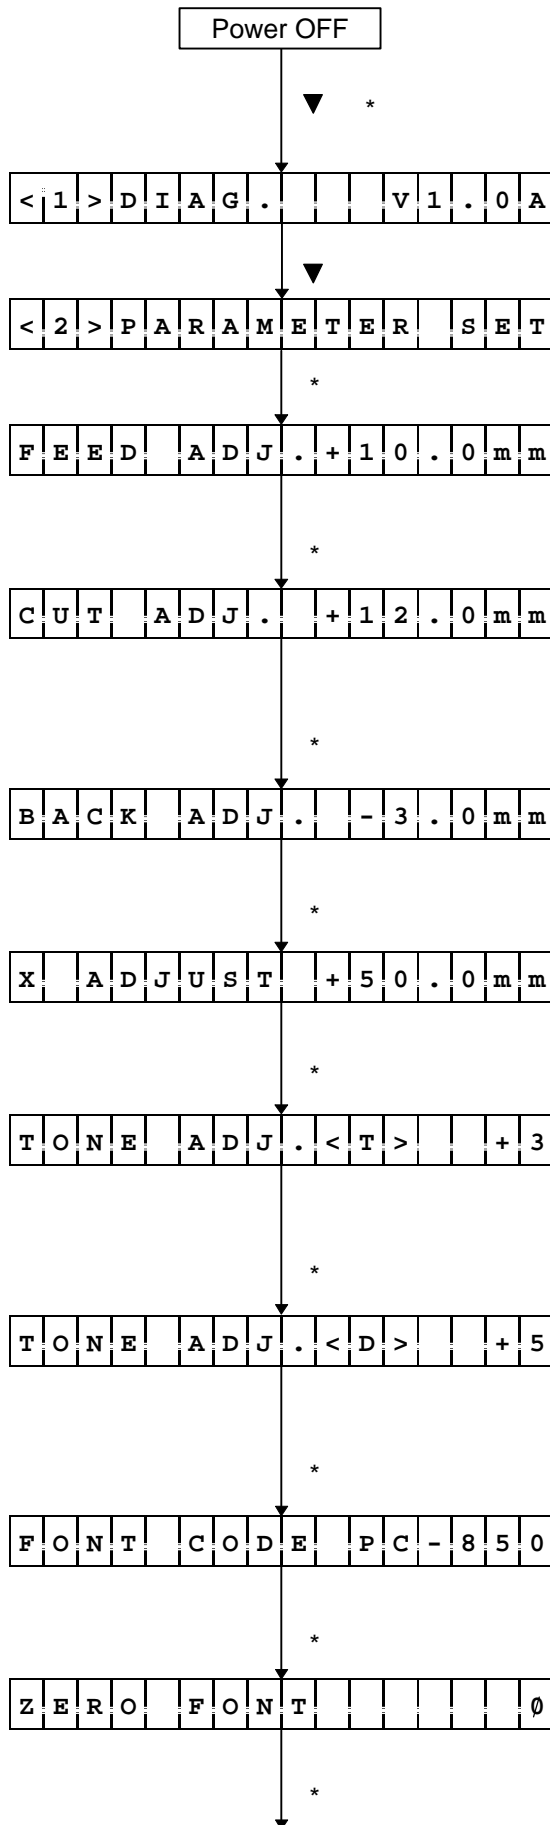 Power OFF
▼ *
<1>DIAG.   V1.0A
▼
<2>PARAMETER SET
*
FEED ADJ.+10.0mm
*
CUT ADJ. +12.0mm
*
BACK ADJ. -3.0mm
*
X ADJUST +50.0mm
*
TONE ADJ.<T>  +3
*
TONE ADJ.<D>  +5
*
FONT CODE PC-850
*
ZERO FONT      Ø
*